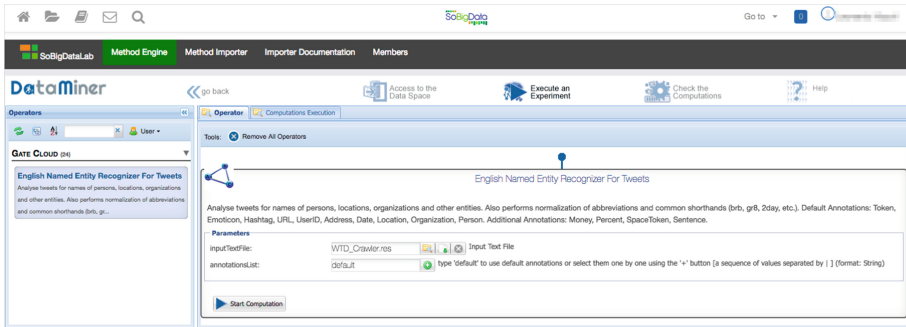 SoBigData
Go to
0
SoBigDataLab
Method Engine
Method Importer
Importer Documentation
Members
DataMiner
go back
Access to the
Data Space
Execute an
Experiment
Check the
Computations
Help
Operators
Operator
Computations Execution
User
Tools:
Remove All Operators
GATE CLOUD (24)
English Named Entity Recognizer For Tweets
Analyse tweets for names of persons, locations, organizations
and other entities. Also performs normalization of abbreviations
and common shorthands (brb, gr...
English Named Entity Recognizer For Tweets
Analyse tweets for names of persons, locations, organizations and other entities. Also performs normalization of abbreviations and common shorthands (brb, gr8, 2day, etc.). Default Annotations: Token,
Emoticon, Hashtag, URL, UserID, Address, Date, Location, Organization, Person. Additional Annotations: Money, Percent, SpaceToken, Sentence.
Parameters
inputTextFile:
WTD_Crawler.res
Input Text File
annotationsList:
default
type 'default' to use default annotations or select them one by one using the '+' button [a sequence of values separated by | ] (format: String)
Start Computation